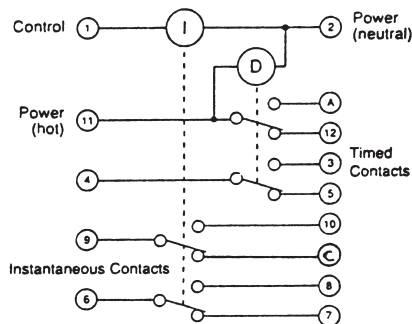 Control 1 I 2 Power
(neutral)
D
A
Power
(hot) 11 12
3 Timed
Contacts
4 5
10
9 C
Instantaneous Contacts 8
6 7